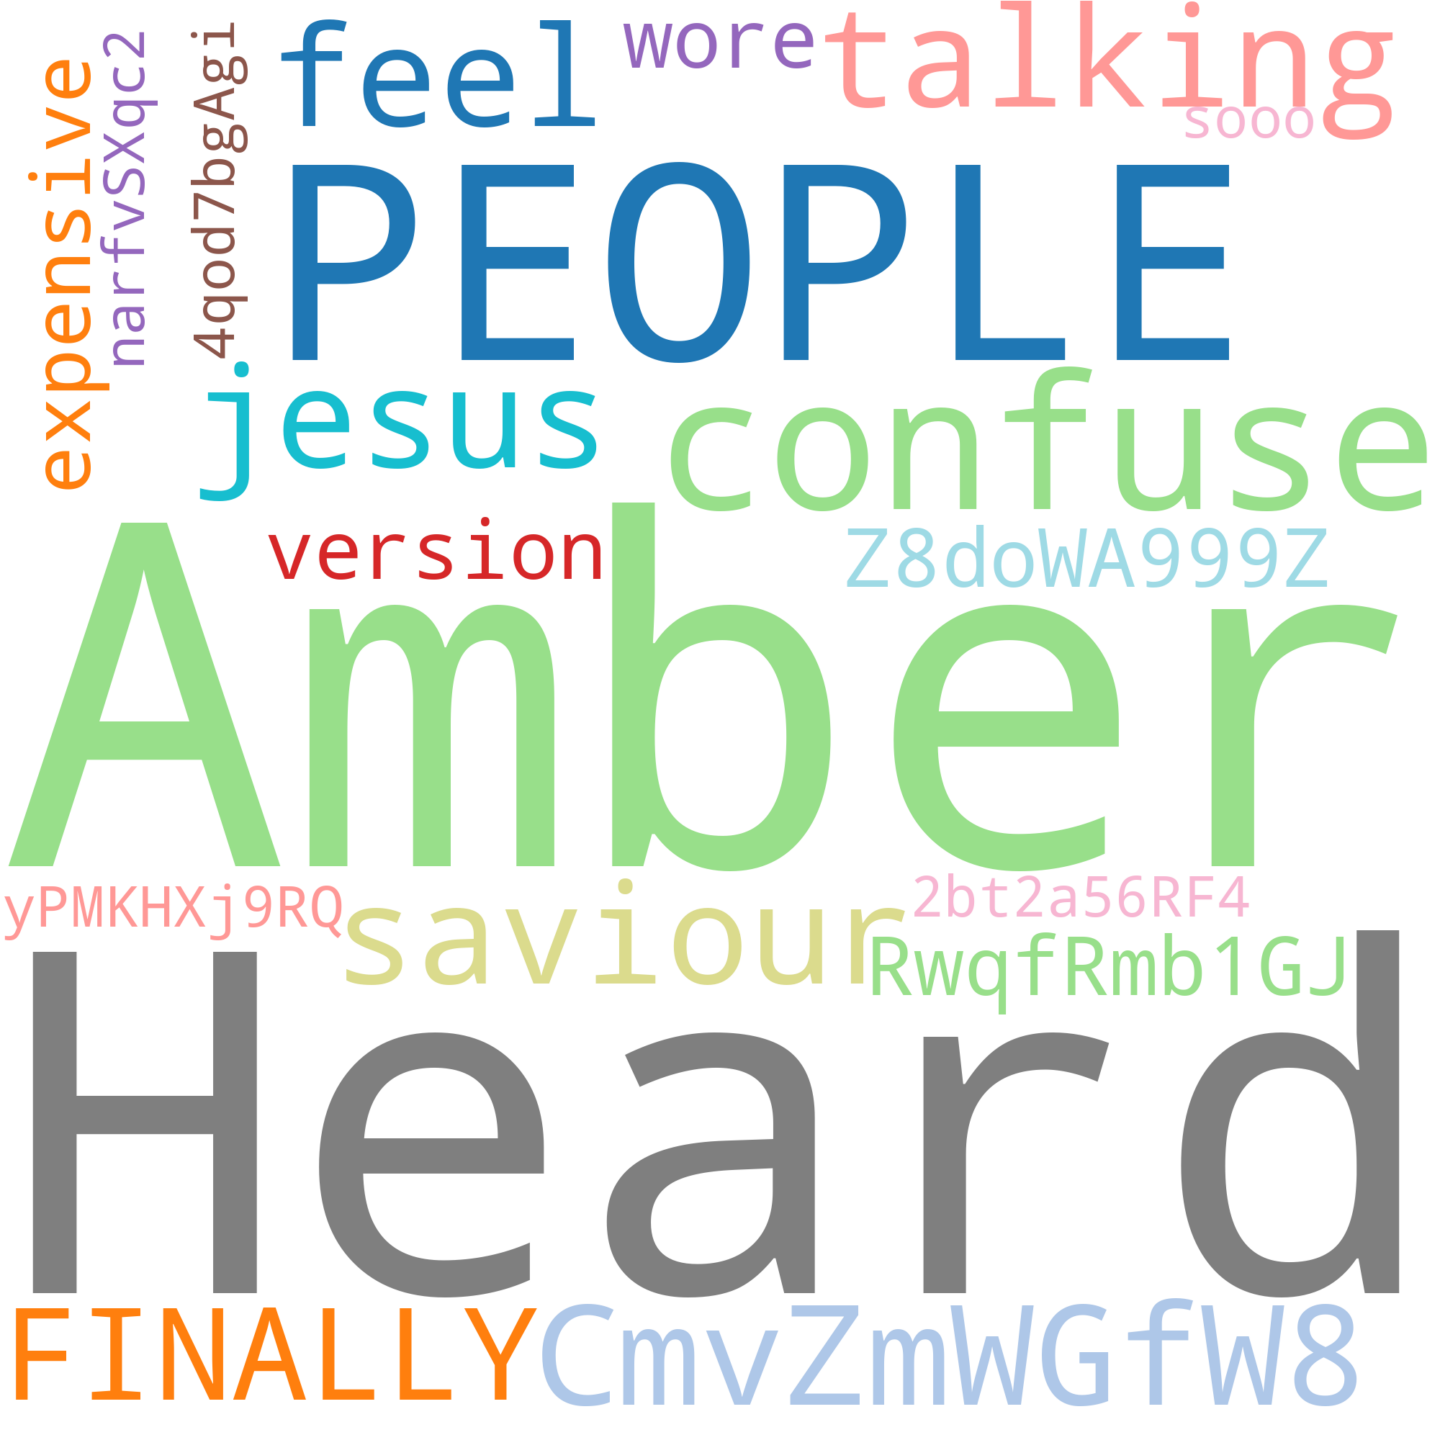 feel
wore
talking
sooo
expensive
narfvSXqc2
4qod7bgAgi
PEOPLE
jesus
confuse
version
Z8doWA999Z
Amber
yPMKHXj9RQ
saviour
2bt2a56RF4
RwqfRmb1GJ
Heard
FINALLY
CmvZmWGfW8